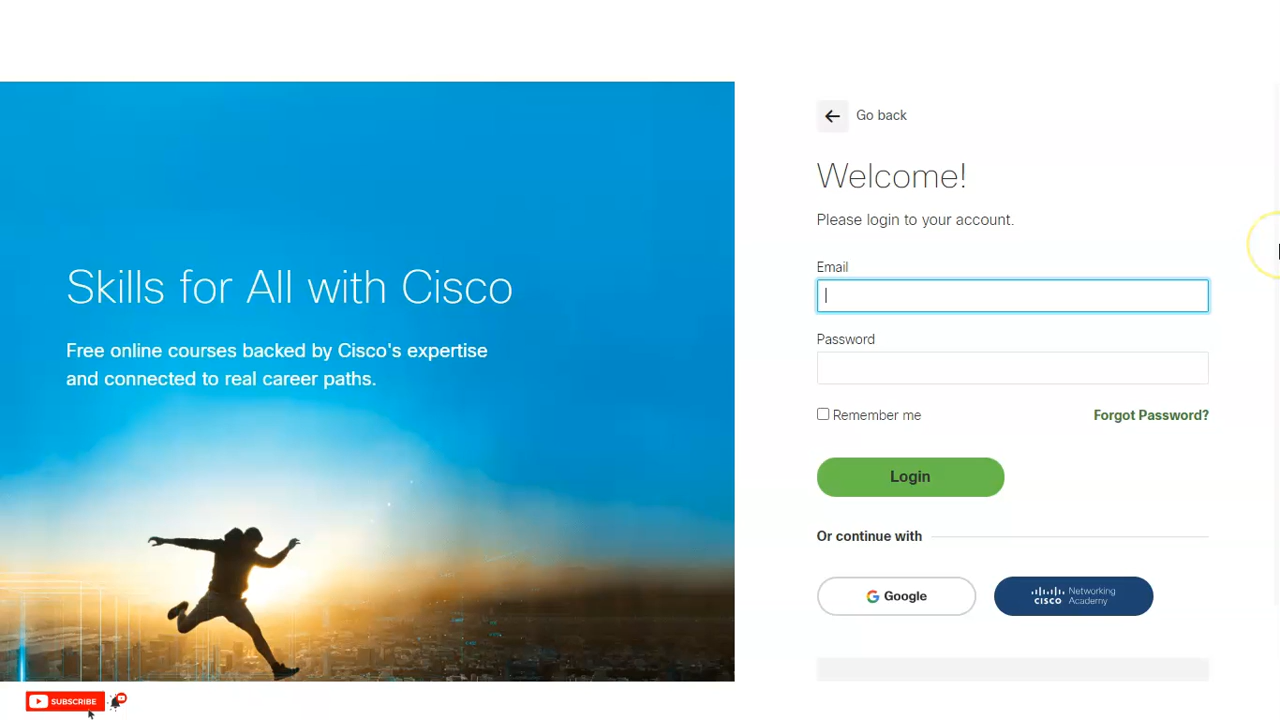 Go back
Welcome!
Please login to your account.
Email
Password
Remember me
Forgot Password?
Login
Or continue with
Google
cisco
Networking
Academy
Skills for All with Cisco
Free online courses backed by Cisco's expertise
and connected to real career paths.
SUBSCRIBE